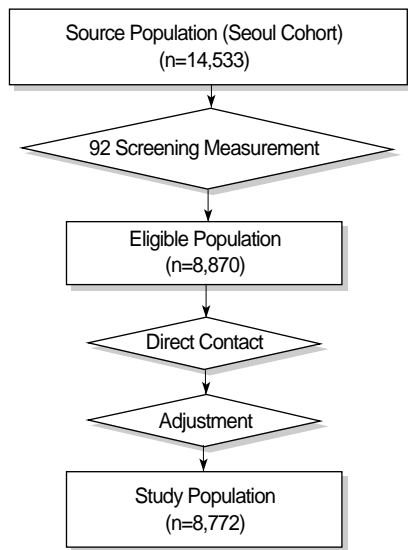 Source Population (Seoul Cohort)
(n=14,533)
92 Screening Measurement
Eligible Population
(n=8,870)
Direct Contact
Adjustment
Study Population
(n=8,772)